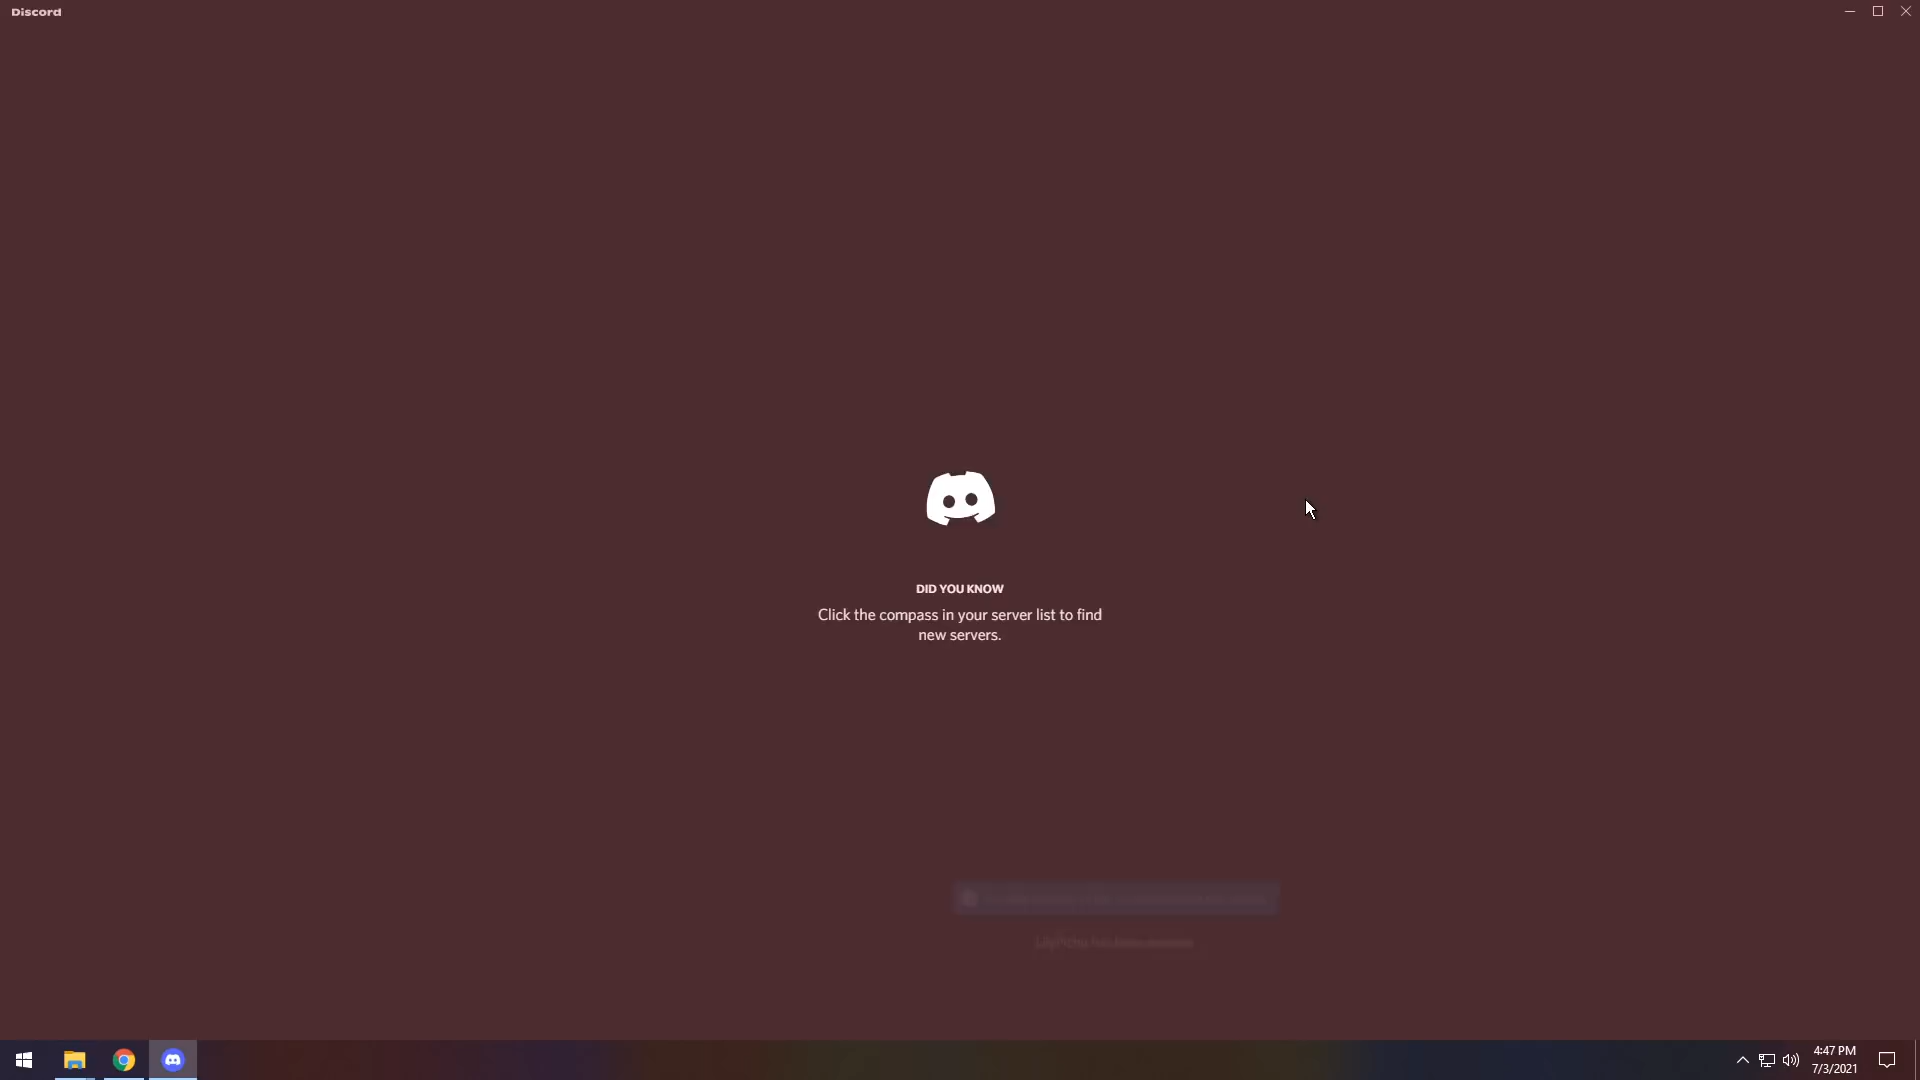 Discord
DID YOU KNOW
Click the compass in your server list to find
new servers.
4:47 PM
7/3/2021